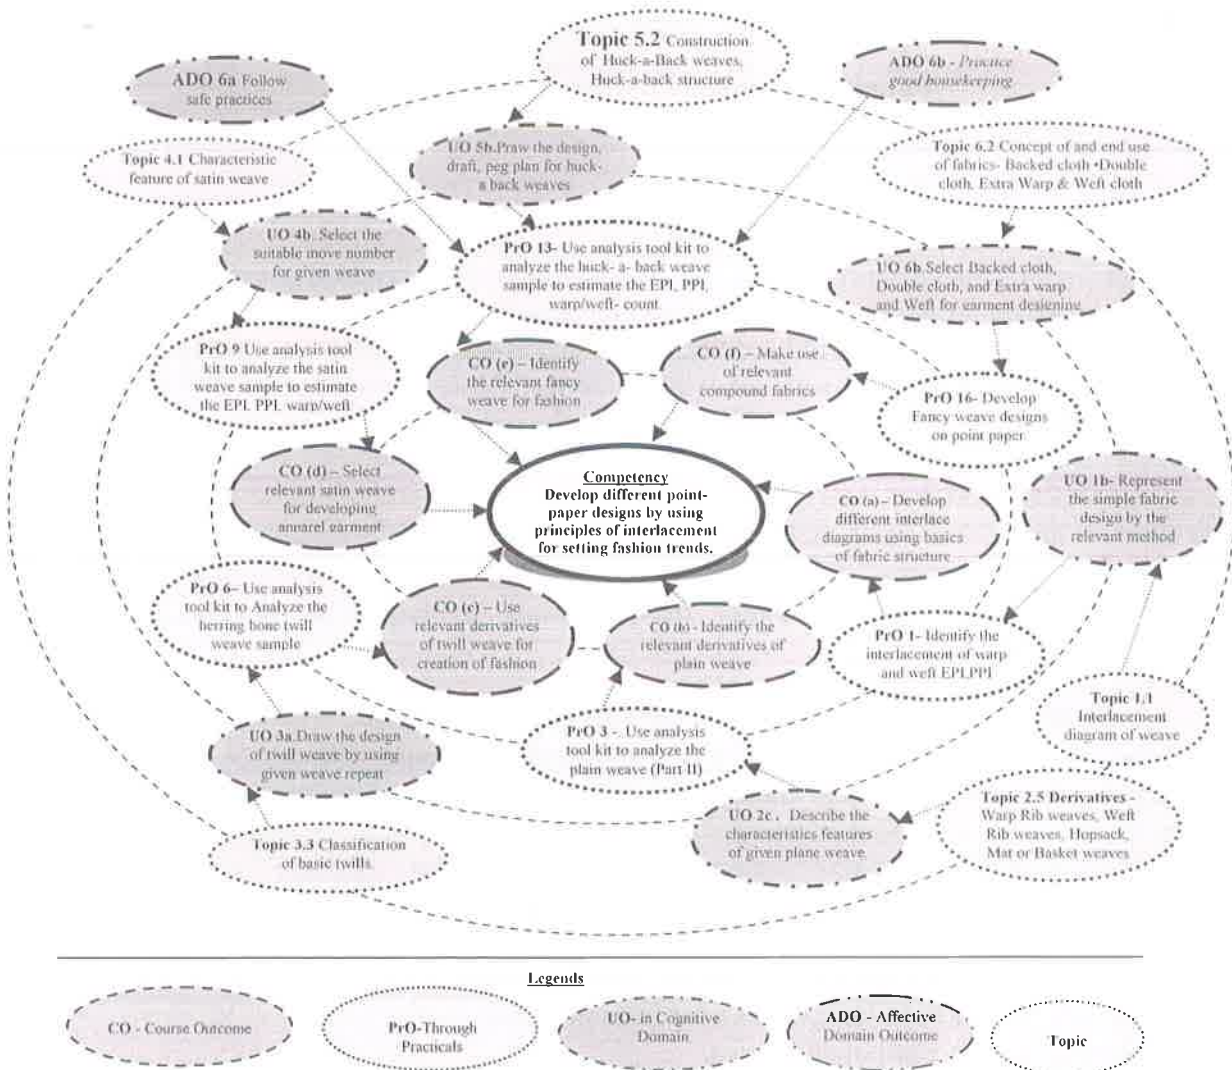 Topic 5.2 Construction
of Huck-a-Back weaves,
Huck-a-back structure
ADO 6a Follow
safe practices
ADO 6b - Practice
good housekeeping
Topic 4.1 Characteristic
feature of satin weave
UO 5b.Draw the design,
draft, peg plan for huck-
a back weaves
Topic 6.2 Concept of and end use
of fabrics- Backed cloth •Double
cloth, Extra Warp & Weft cloth
UO 4b. Select the
suitable move number
for given weave
PrO 13- Use analysis tool kit to
analyze the huck- a- back weave
sample to estimate the EPI, PPI,
warp/weft- count.
UO 6b.Select Backed cloth,
Double cloth, and Extra warp
and Weft for garment designing
PrO 9 Use analysis tool
kit to analyze the satin
weave sample to estimate
the EPI, PPI, warp/weft
CO (e) – Identify
the relevant fancy
weave for fashion
CO (f) – Make use
of relevant
compound fabrics
PrO 16- Develop
Fancy weave designs
on point paper
CO (d) – Select
relevant satin weave
for developing
apparel garment
Competency
Develop different point-
paper designs by using
principles of interlacement
for setting fashion trends.
CO (a) – Develop
different interlace
diagrams using basics
of fabric structure
UO 1b- Represent
the simple fabric
design by the
relevant method
PrO 6– Use analysis
tool kit to Analyze the
herring bone twill
weave sample
CO (c) – Use
relevant derivatives
of twill weave for
creation of fashion
CO (b) - Identify the
relevant derivatives of
plain weave
PrO 1- Identify the
interlacement of warp
and weft EPI,PPI
Topic 1.1
Interlacement
diagram of weave
UO 3a.Draw the design
of twill weave by using
given weave repeat
PrO 3 - . Use analysis
tool kit to analyze the
plain weave (Part II)
UO 2c . Describe the
characteristics features
of given plane weave.
Topic 2.5 Derivatives -
Warp Rib weaves, Weft
Rib weaves, Hopsack,
Mat or Basket weaves
Topic 3.3 Classification
of basic twills.
Legends
CO - Course Outcome
PrO-Through
Practicals
UO- in Cognitive
Domain
ADO - Affective
Domain Outcome
Topic